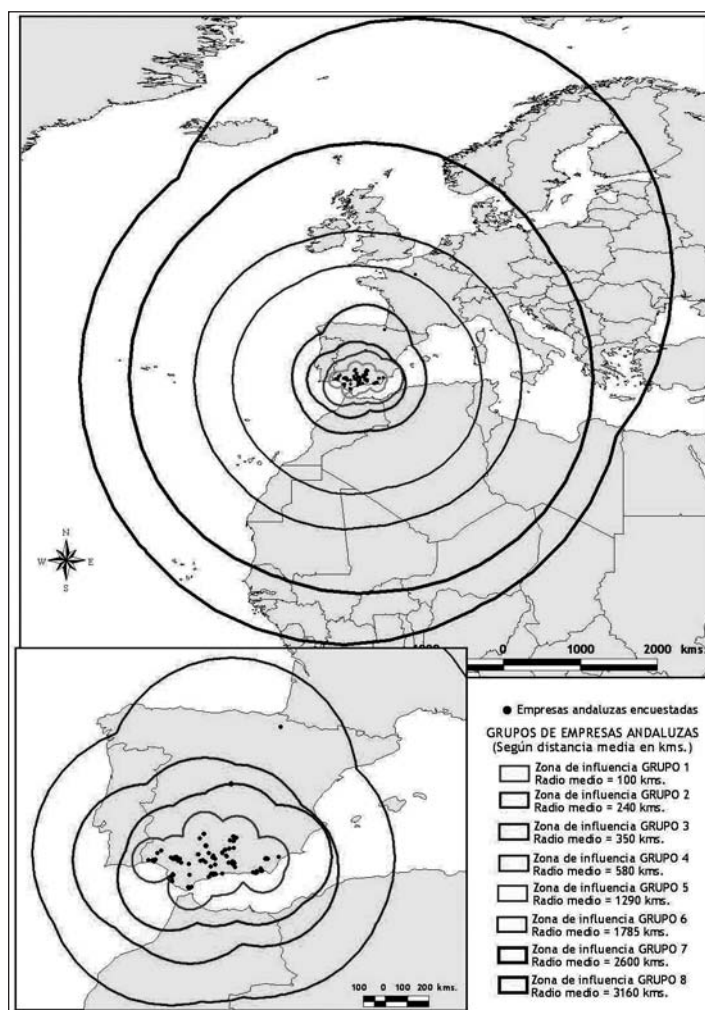 N
W E
S
0 1000 2000 kms.
100 0 100 200 kms.
Empresas andaluzas encuestadas
GRUPOS DE EMPRESAS ANDALUZAS
(Según distancia media en kms.)
Zona de influencia GRUPO 1
Radio medio = 100 kms.
Zona de influencia GRUPO 2
Radio medio = 240 kms.
Zona de influencia GRUPO 3
Radio medio = 350 kms.
Zona de influencia GRUPO 4
Radio medio = 580 kms.
Zona de influencia GRUPO 5
Radio medio = 1290 kms.
Zona de influencia GRUPO 6
Radio medio = 1785 kms.
Zona de influencia GRUPO 7
Radio medio = 2600 kms.
Zona de influencia GRUPO 8
Radio medio = 3160 kms.